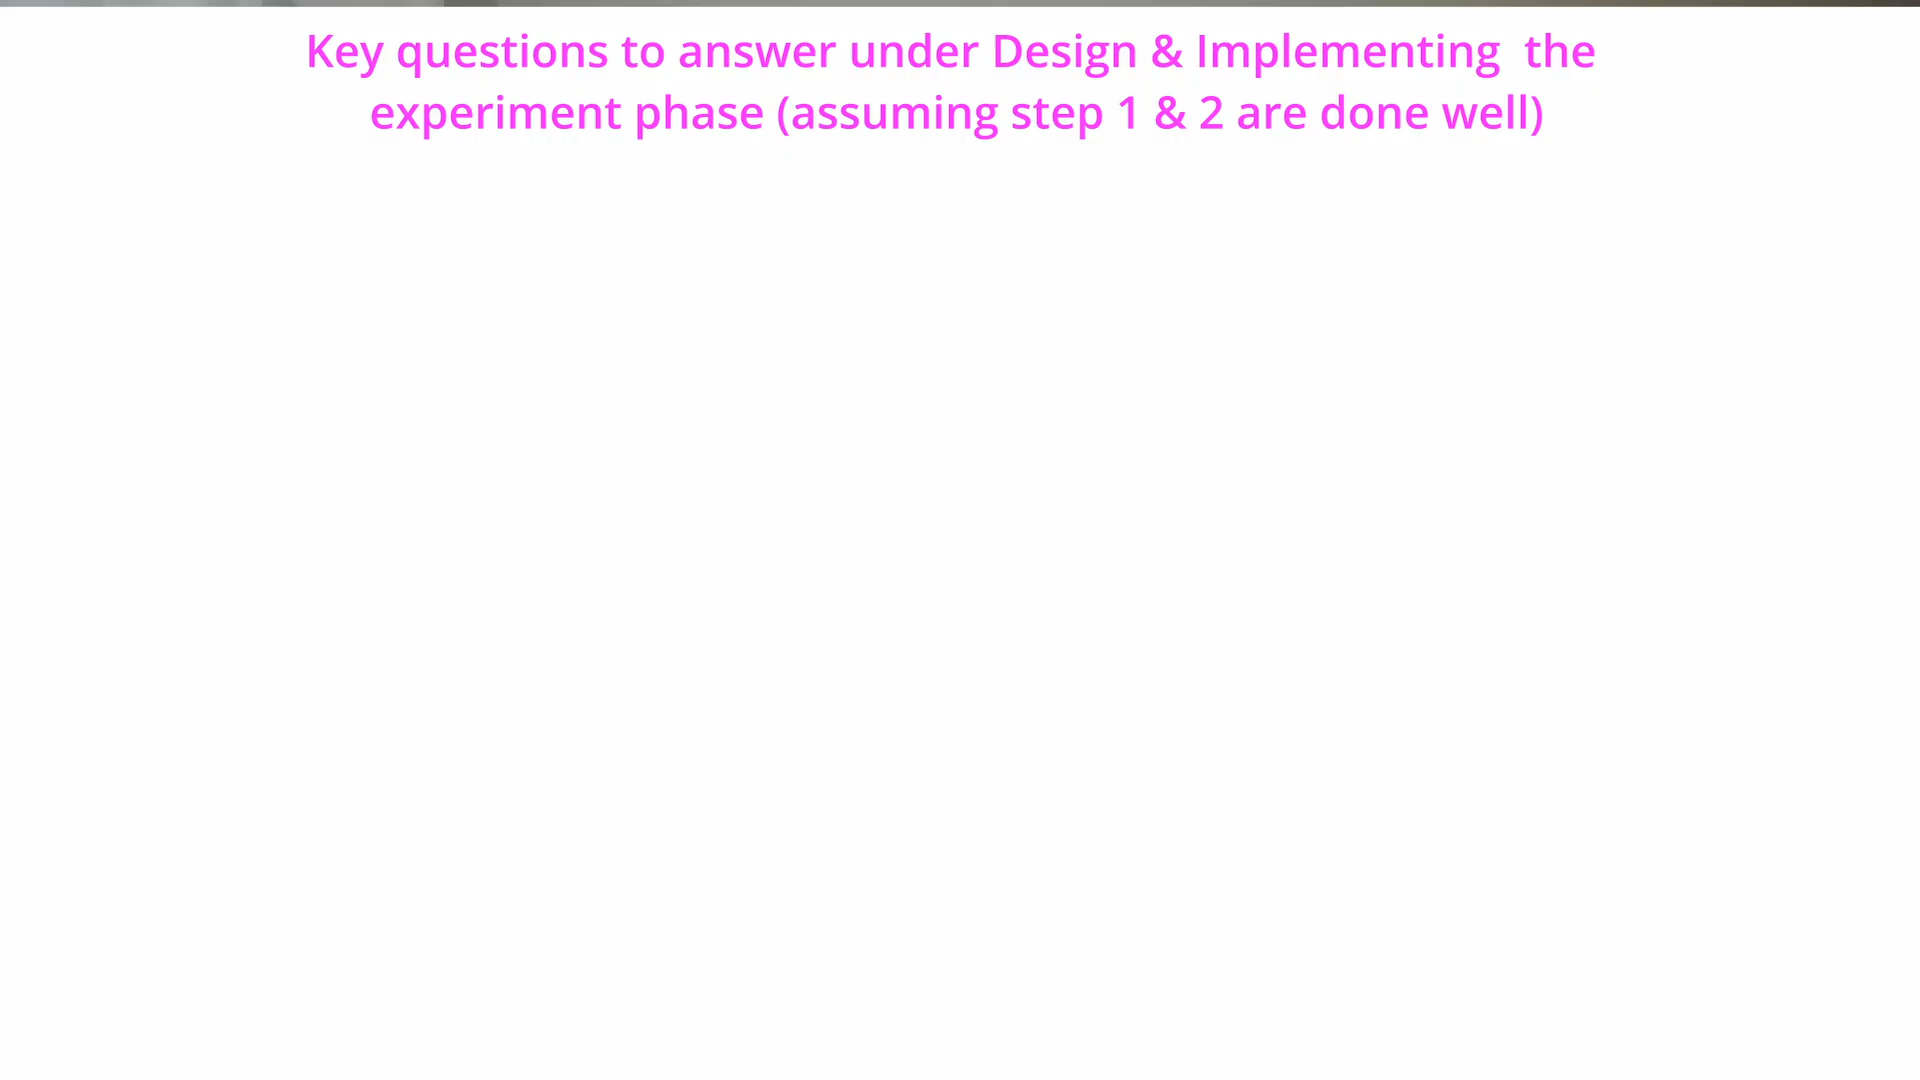 Key questions to answer under Design & Implementing  the
experiment phase (assuming step 1 & 2 are done well)